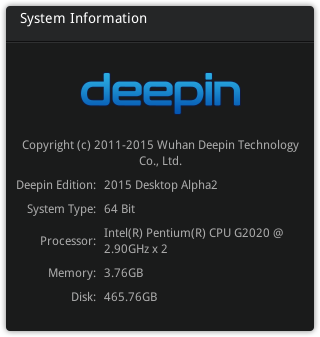 System Information
deepin
Copyright (c) 2011-2015 Wuhan Deepin Technology
Co., Ltd.
Deepin Edition: 2015 Desktop Alpha2
System Type: 64 Bit
Processor: Intel(R) Pentium(R) CPU G2020 @
2.90GHz x 2
Memory: 3.76GB
Disk: 465.76GB